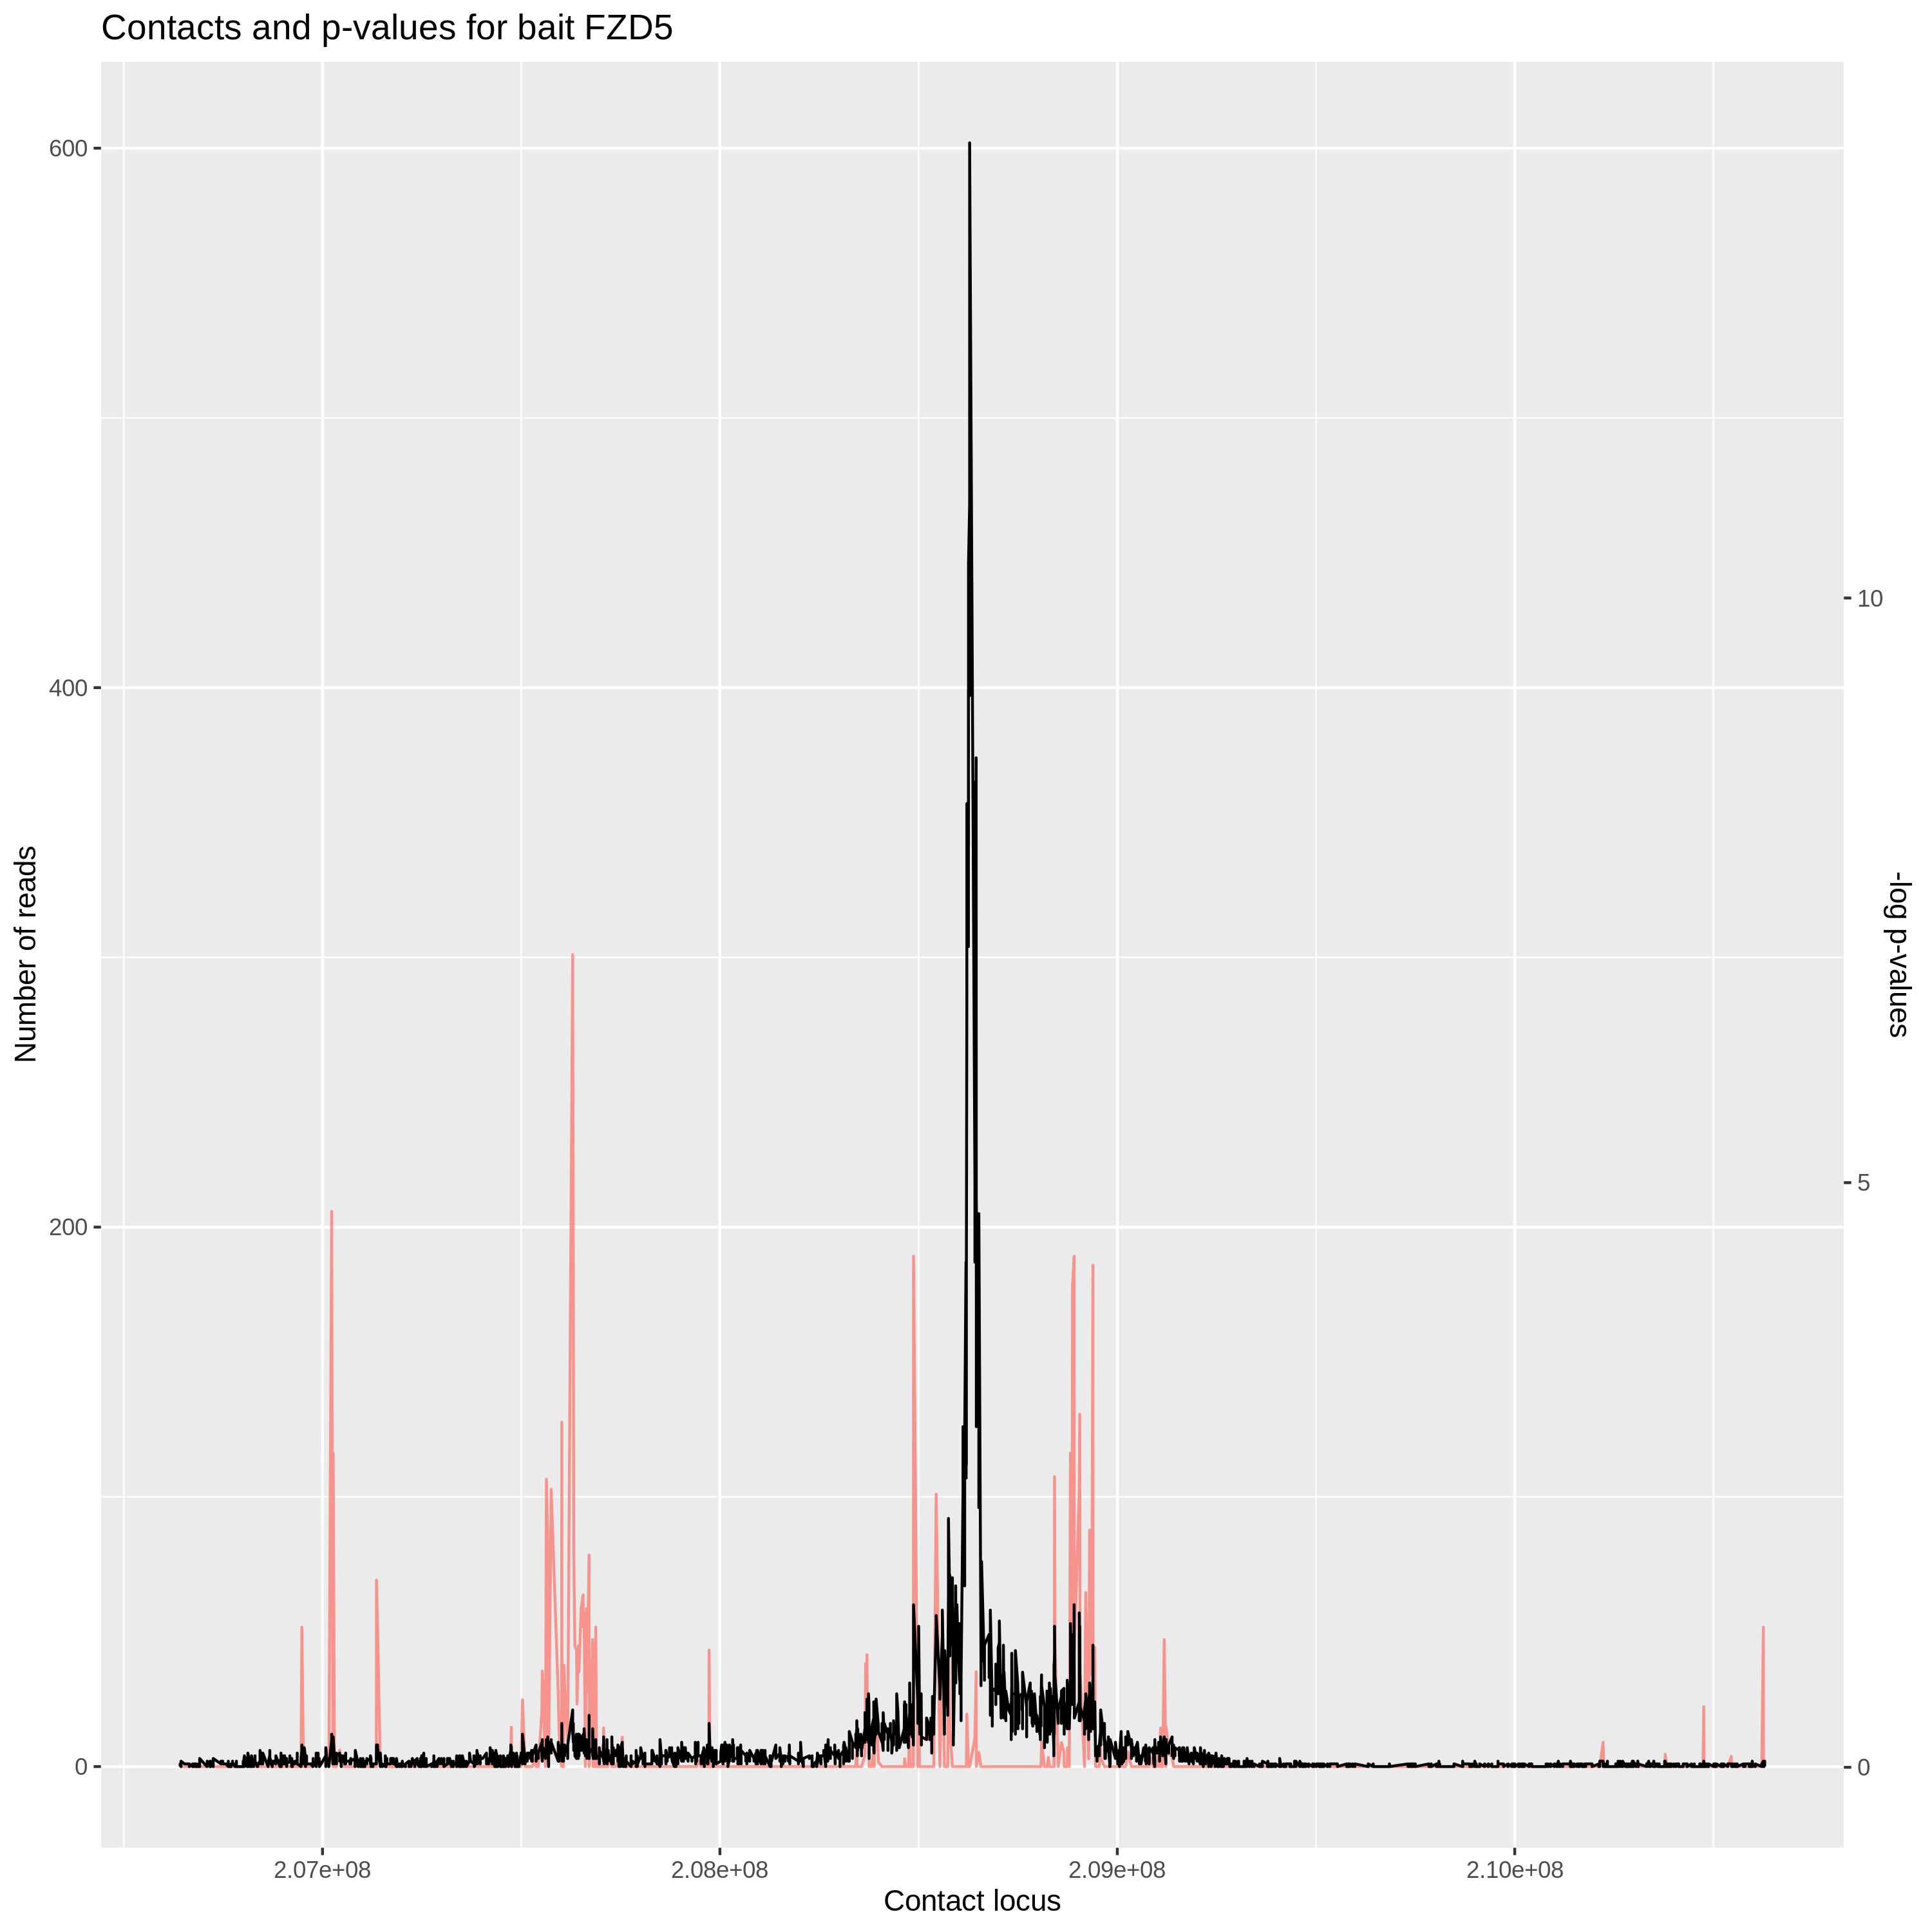 Contacts and p-values for bait FZD5
600
400
200
0
Number of reads
10
5
0
-log p-values
2.07e+08
2.08e+08
2.09e+08
2.10e+08
Contact locus